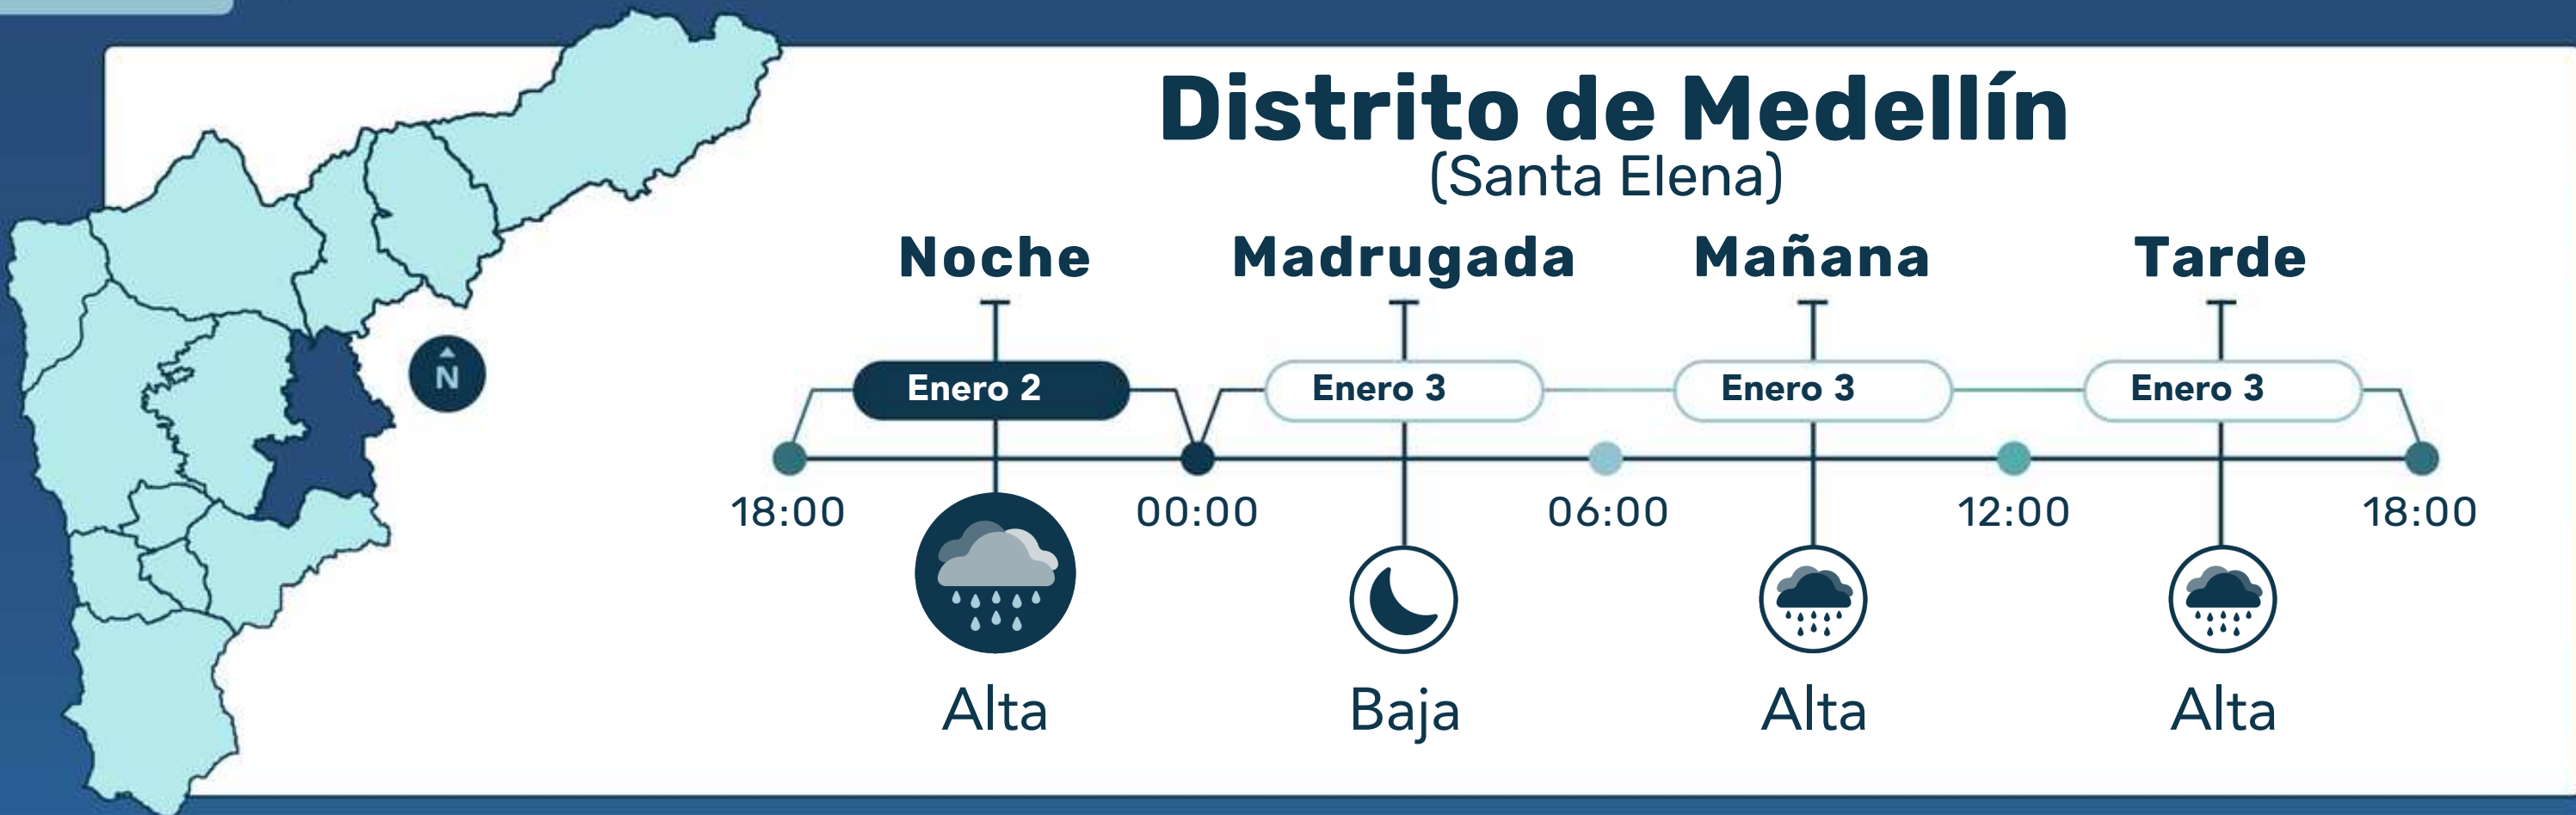 Distrito de Medellín
(Santa Elena)
Noche Madrugada Mañana Tarde
N
Enero 2 Enero 3 Enero 3 Enero 3
18:00 00:00 06:00 12:00 18:00
Alta Baja Alta Alta